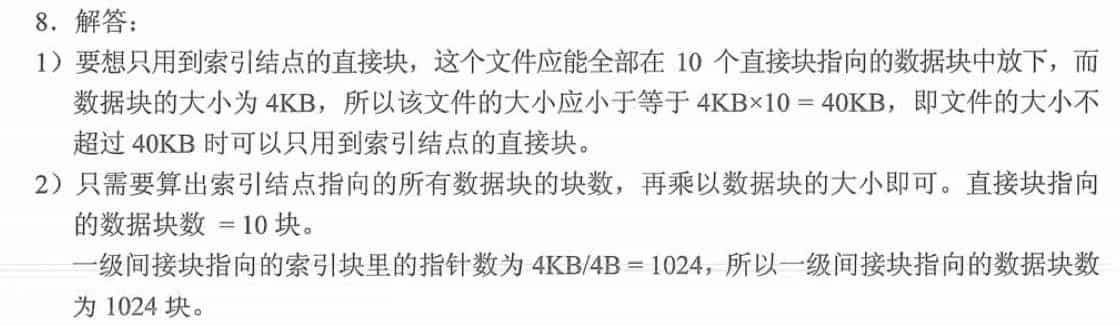 8．解答：
1）要想只用到索引结点的直接块，这个文件应能全部在 10 个直接块指向的数据块中放下，而
数据块的大小为 4KB，所以该文件的大小应小于等于 4KB×10 = 40KB，即文件的大小不
超过 40KB 时可以只用到索引结点的直接块。
2）只需要算出索引结点指向的所有数据块的块数，再乘以数据块的大小即可。直接块指向
的数据块数 = 10 块。
一级间接块指向的索引块里的指针数为 4KB/4B = 1024，所以一级间接块指向的数据块数
为 1024 块。